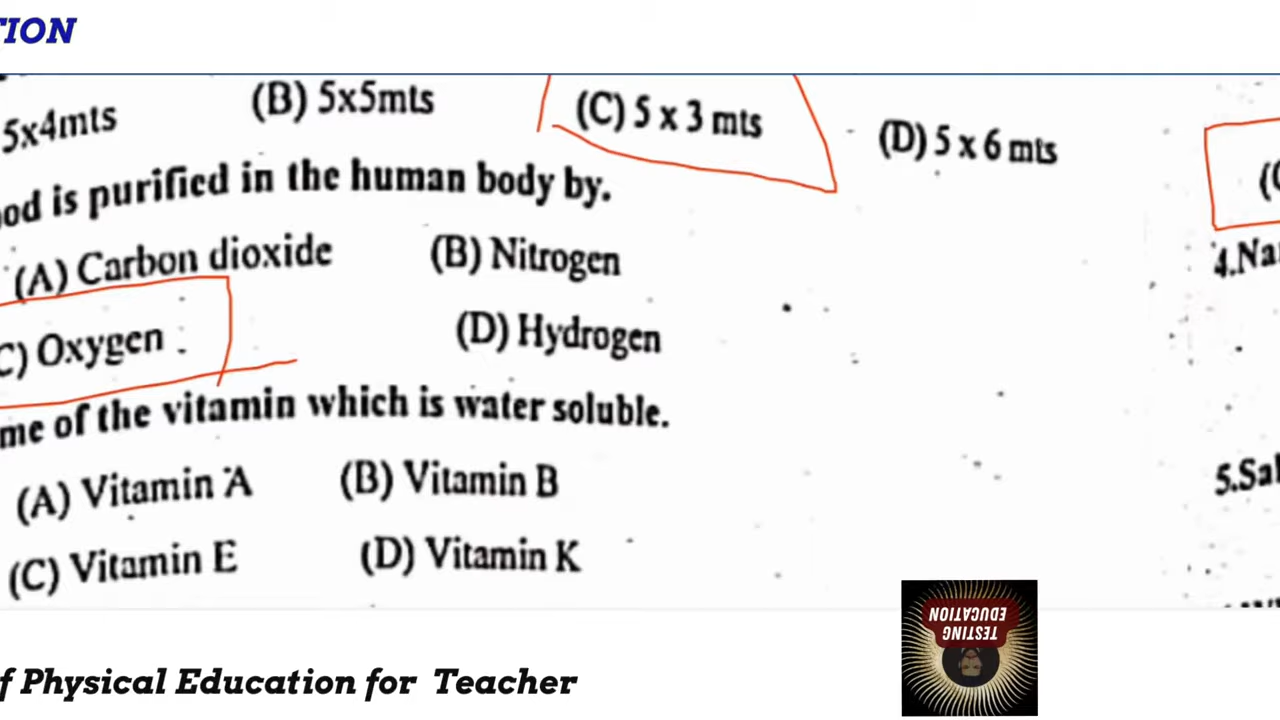 TION
5x4mts (B) 5x5mts (C) 5 x 3 mts (D) 5 x 6 mts
ood is purified in the human body by.
(A) Carbon dioxide (B) Nitrogen
C) Oxygen (D) Hydrogen
me of the vitamin which is water soluble.
(A) Vitamin A (B) Vitamin B
(C) Vitamin E (D) Vitamin K
(C
4.Na
5.Sal
TESTING
EDUCATION
f Physical Education for Teacher